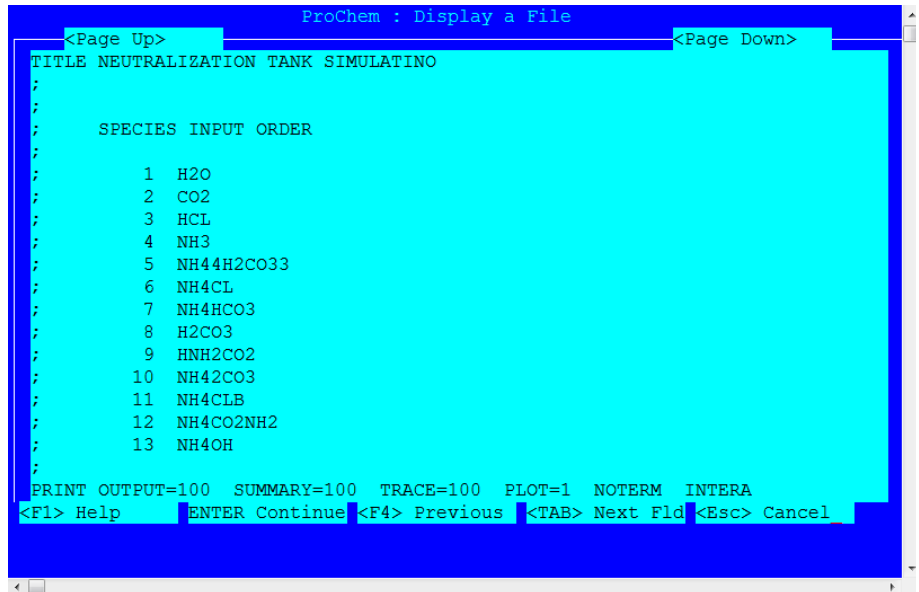 ProChem : Display a File
<Page Up> <Page Down>
TITLE NEUTRALIZATION TANK SIMULATINO
;
;
; SPECIES INPUT ORDER
;
; 1 H2O
; 2 CO2
; 3 HCL
; 4 NH3
; 5 NH44H2CO33
; 6 NH4CL
; 7 NH4HCO3
; 8 H2CO3
; 9 HNH2CO2
; 10 NH42CO3
; 11 NH4CLB
; 12 NH4CO2NH2
; 13 NH4OH
;
PRINT OUTPUT=100 SUMMARY=100 TRACE=100 PLOT=1 NOTERM INTERA
<F1> Help ENTER Continue <F4> Previous <TAB> Next Fld <Esc> Cancel_